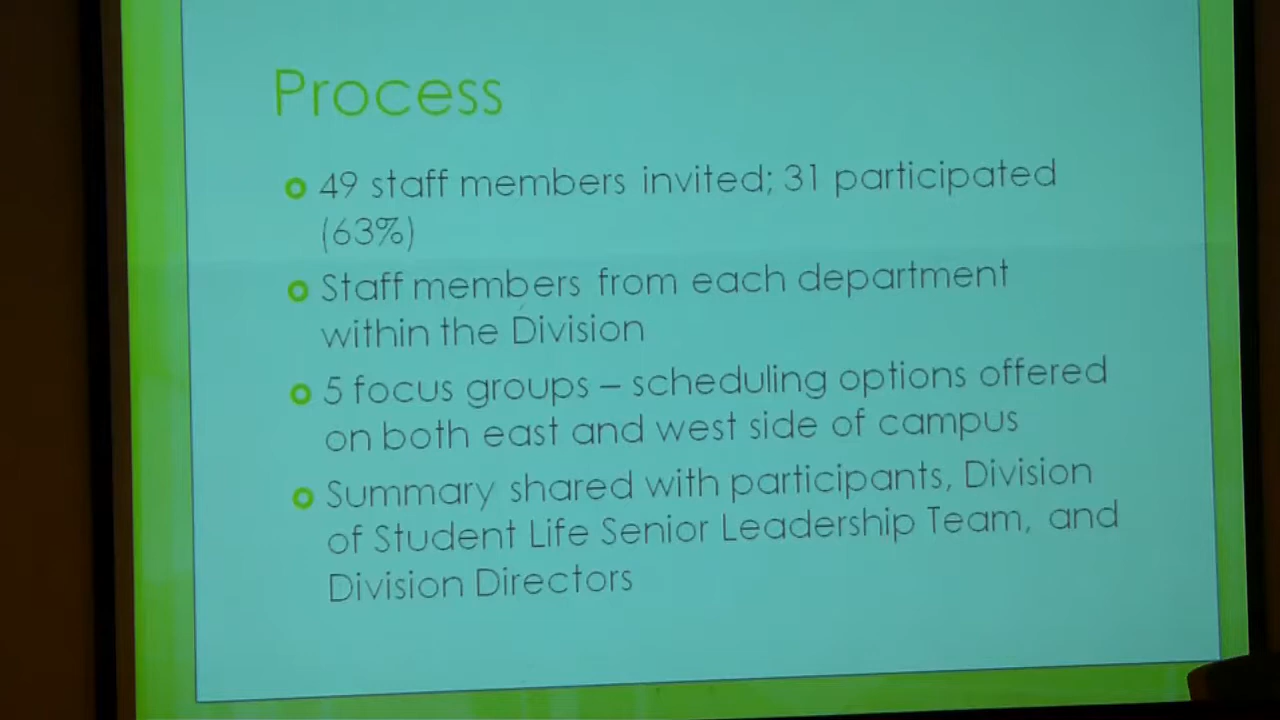 Process
49 staff members invited; 31 participated
(63%)
Staff members from each department
within the Division
5 focus groups – scheduling options offered
on both east and west side of campus
Summary shared with participants, Division
of Student Life Senior Leadership Team, and
Division Directors